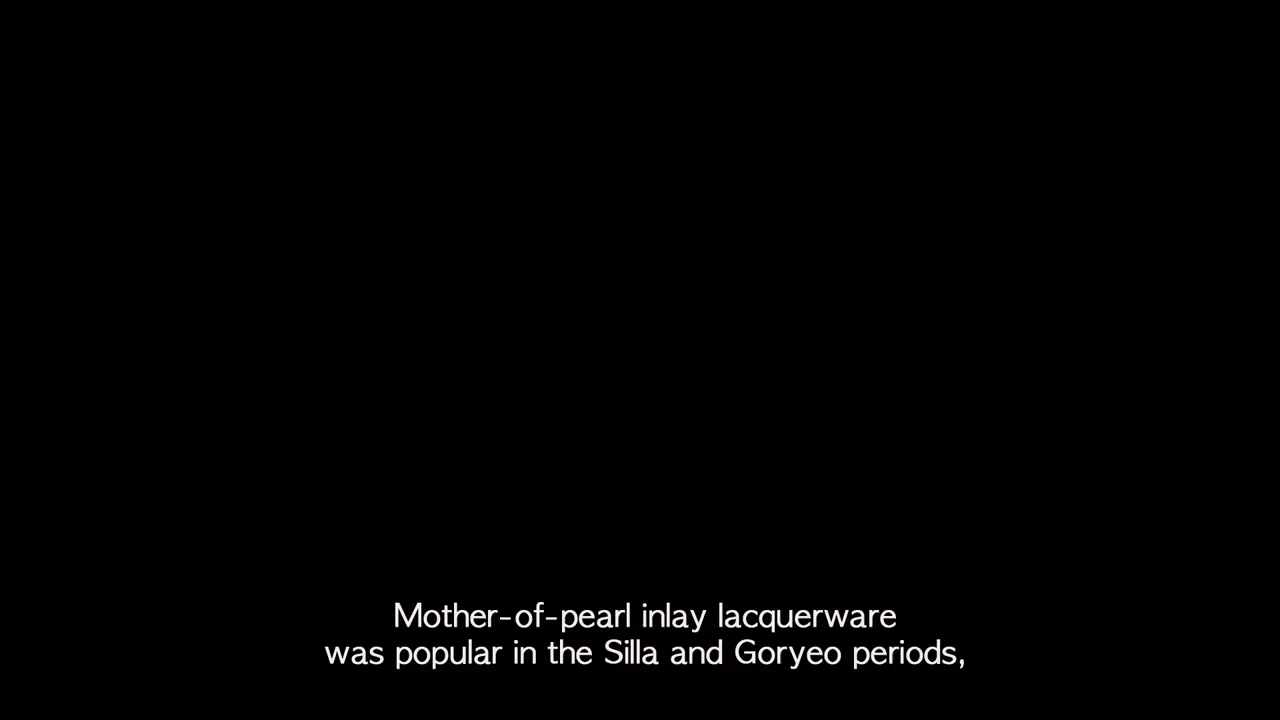 Mother-of-pearl inlay lacquerware
was popular in the Silla and Goryeo periods,